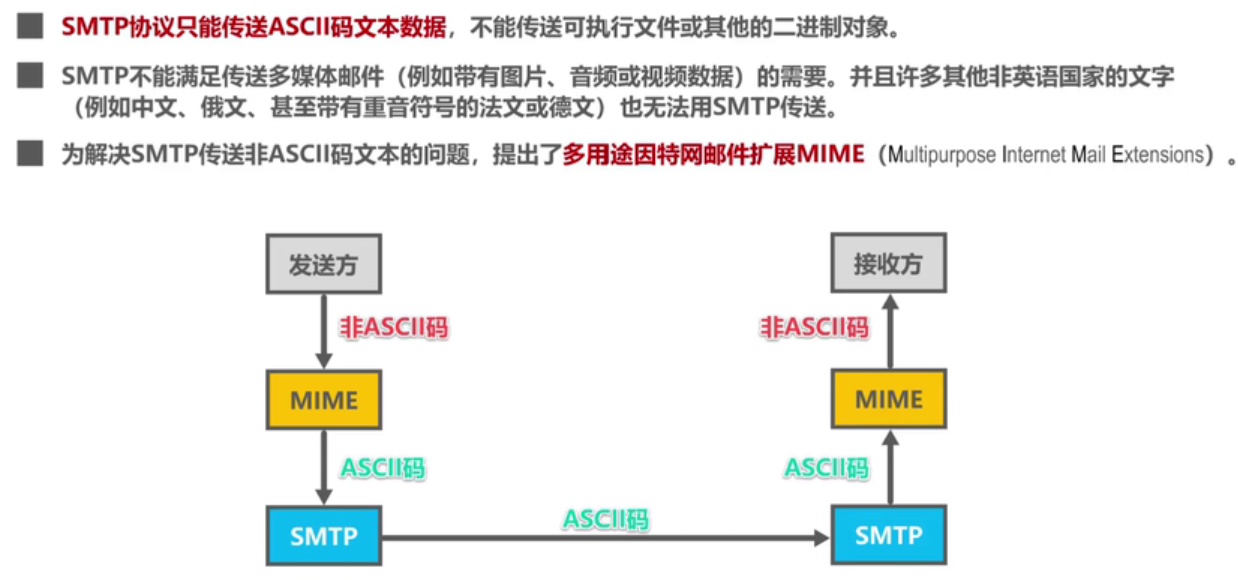 SMTP协议只能传送ASCII码文本数据，不能传送可执行文件或其他的二进制对象。
SMTP不能满足传送多媒体邮件（例如带有图片、音频或视频数据）的需要。并且许多其他非英语国家的文字
（例如中文、俄文、甚至带有重音符号的法文或德文）也无法用SMTP传送。
为解决SMTP传送非ASCII码文本的问题，提出了多用途因特网邮件扩展MIME（Multipurpose Internet Mail Extensions）。
发送方
接收方
非ASCII码
非ASCII码
MIME
MIME
ASCII码
ASCII码
ASCII码
SMTP
SMTP